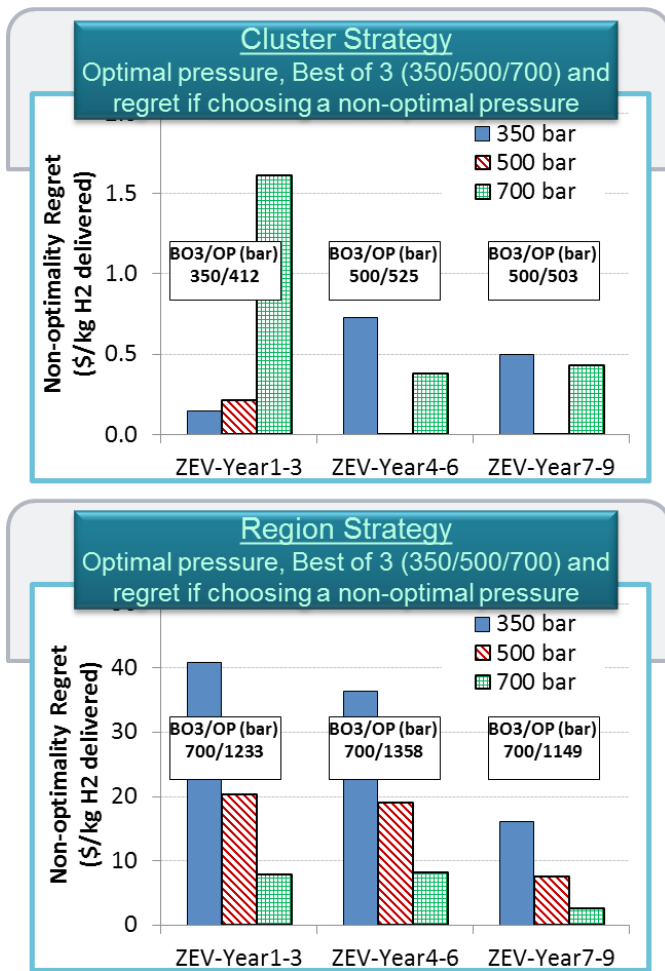 Cluster Strategy
Optimal pressure, Best of 3 (350/500/700) and
regret if choosing a non-optimal pressure
Non-optimality Regret
($/kg H2 delivered)
350 bar
500 bar
700 bar
1.5
1.0
0.5
0.0
BO3/OP (bar)
350/412
BO3/OP (bar)
500/525
BO3/OP (bar)
500/503
ZEV-Year1-3
ZEV-Year4-6
ZEV-Year7-9
Region Strategy
Optimal pressure, Best of 3 (350/500/700) and
regret if choosing a non-optimal pressure
Non-optimality Regret
($/kg H2 delivered)
350 bar
500 bar
700 bar
40
30
20
10
0
BO3/OP (bar)
700/1233
BO3/OP (bar)
700/1358
BO3/OP (bar)
700/1149
ZEV-Year1-3
ZEV-Year4-6
ZEV-Year7-9